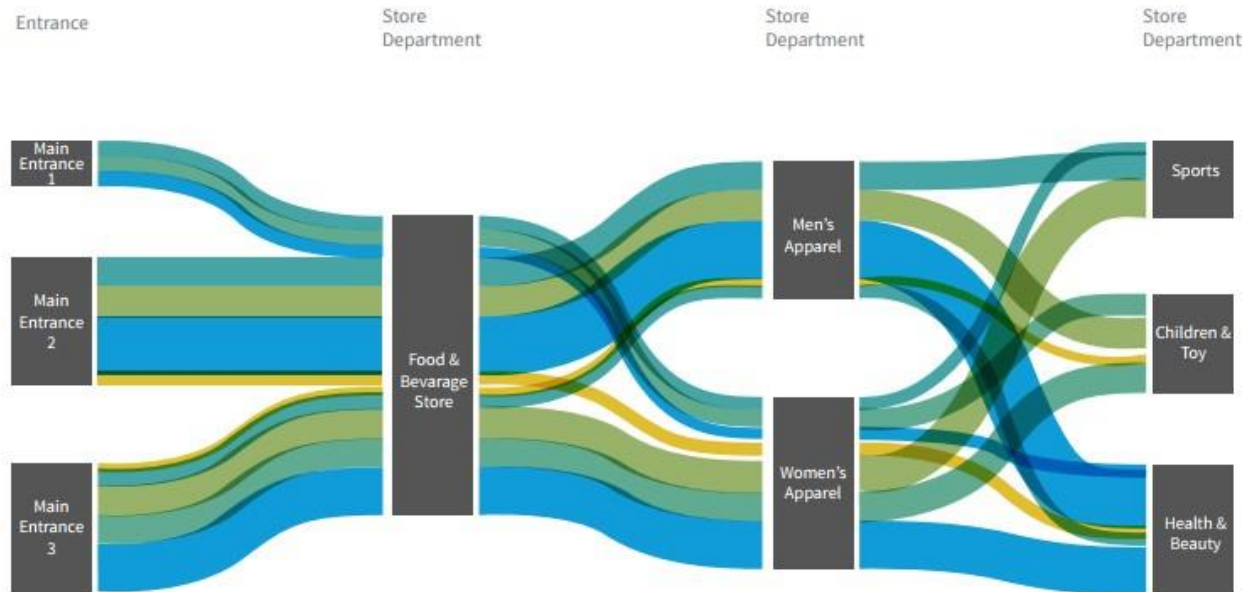 Entrance
Store
Department
Store
Department
Store
Department
Main
Entrance
1
Main
Entrance
2
Main
Entrance
3
Food &
Bevarage
Store
Men's
Apparel
Women's
Apparel
Sports
Children &
Toy
Health &
Beauty